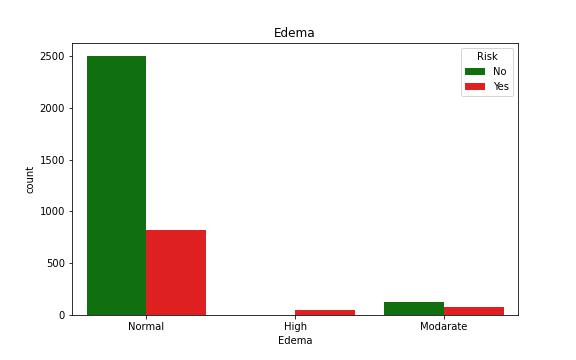 Edema
Risk
No
Yes
2500
2000
1500
1000
500
0
count
Normal
High
Modarate
Edema